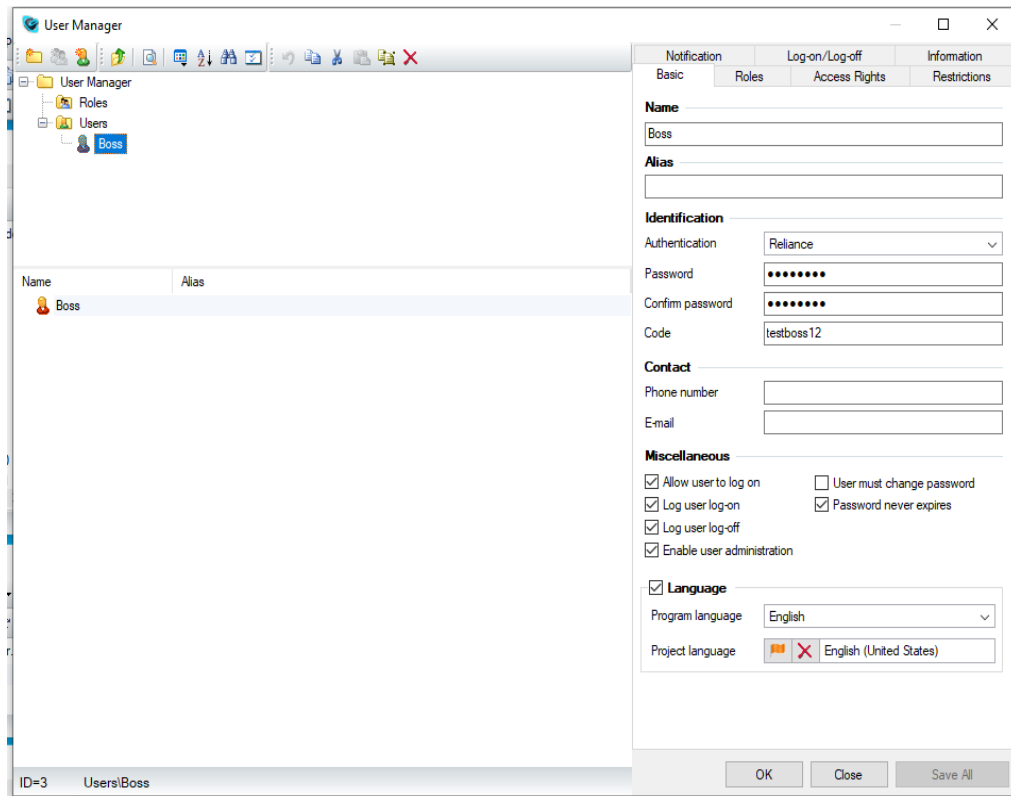 User Manager
User Manager
Roles
Users
Boss
Name Alias
Boss
ID=3 Users\Boss
Notification Log-on/Log-off Information
Basic Roles Access Rights Restrictions
Name
Boss
Alias
Identification
Authentication Reliance
Password ••••••••
Confirm password ••••••••
Code testboss12
Contact
Phone number
E-mail
Miscellaneous
Allow user to log on User must change password
Log user log-on Password never expires
Log user log-off
Enable user administration
Language
Program language English
Project language English (United States)
OK Close Save All